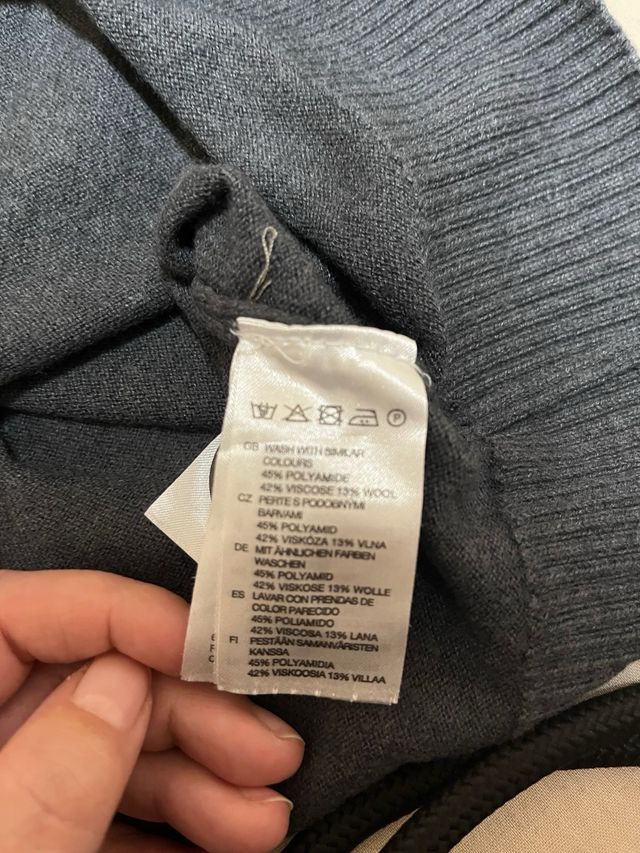 P
GB WASH WITH SIMILAR
COLOURS
45% POLYAMIDE
42% VISCOSE 13% WOOL
CZ PERTE S PODOBNÝMI
BARVAMI
45% POLYAMID
42% VISKÓZA 13% VLNA
DE MIT ÄHNLICHEN FARBEN
WASCHEN
45% POLYAMID
42% VISKOSE 13% WOLLE
ES LAVAR CON PRENDAS DE
COLOR PARECIDO
45% POLIAMIDO
42% VISCOSA 13% LANA
FI PESTÄÄN SAMANVÄRISTEN
KANSSA
45% POLYAMIDIA
42% VISKOOSIA 13% VILLAA